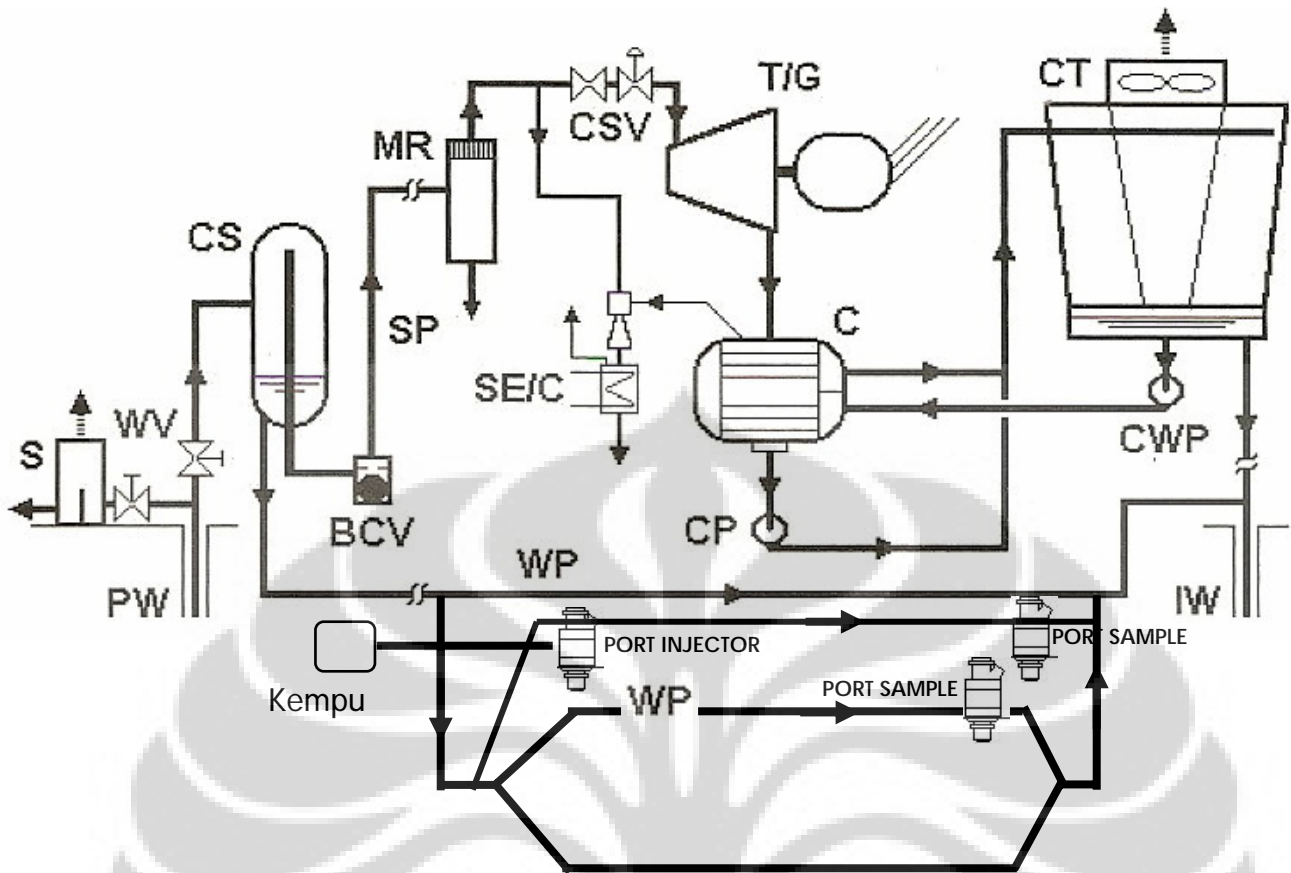 CT
T/G
CSV
MR
CS
SP
C
SE/C
WV
S
CWP
BCV
CP
WP
PW
IW
PORT INJECTOR
PORT SAMPLE
Kempu
PORT SAMPLE
WP